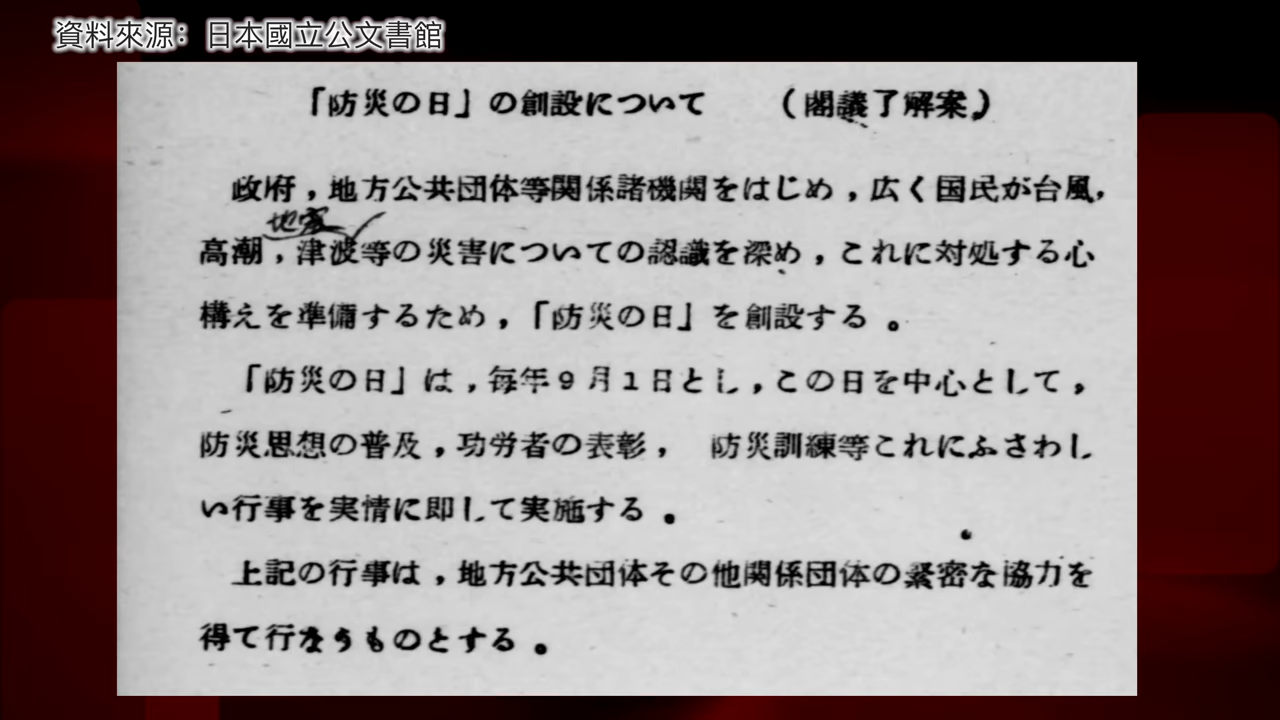 資料來源：日本國立公文書館
「防災の日」の創設について （閣議了解案）
政府，地方公共団体等関係諸機関をはじめ，広く国民が台風，
地震
高潮，津波等の災害についての認識を深め，これに対処する心
構えを準備するため，「防災の日」を創設する。
「防災の日」は，毎年９月１日とし，この日を中心として，
防災思想の普及，功労者の表彰， 防災訓練等これにふさわし
い行事を実情に即して実施する。
上記の行事は，地方公共団体その他関係団体の緊密な協力を
得て行なうものとする。